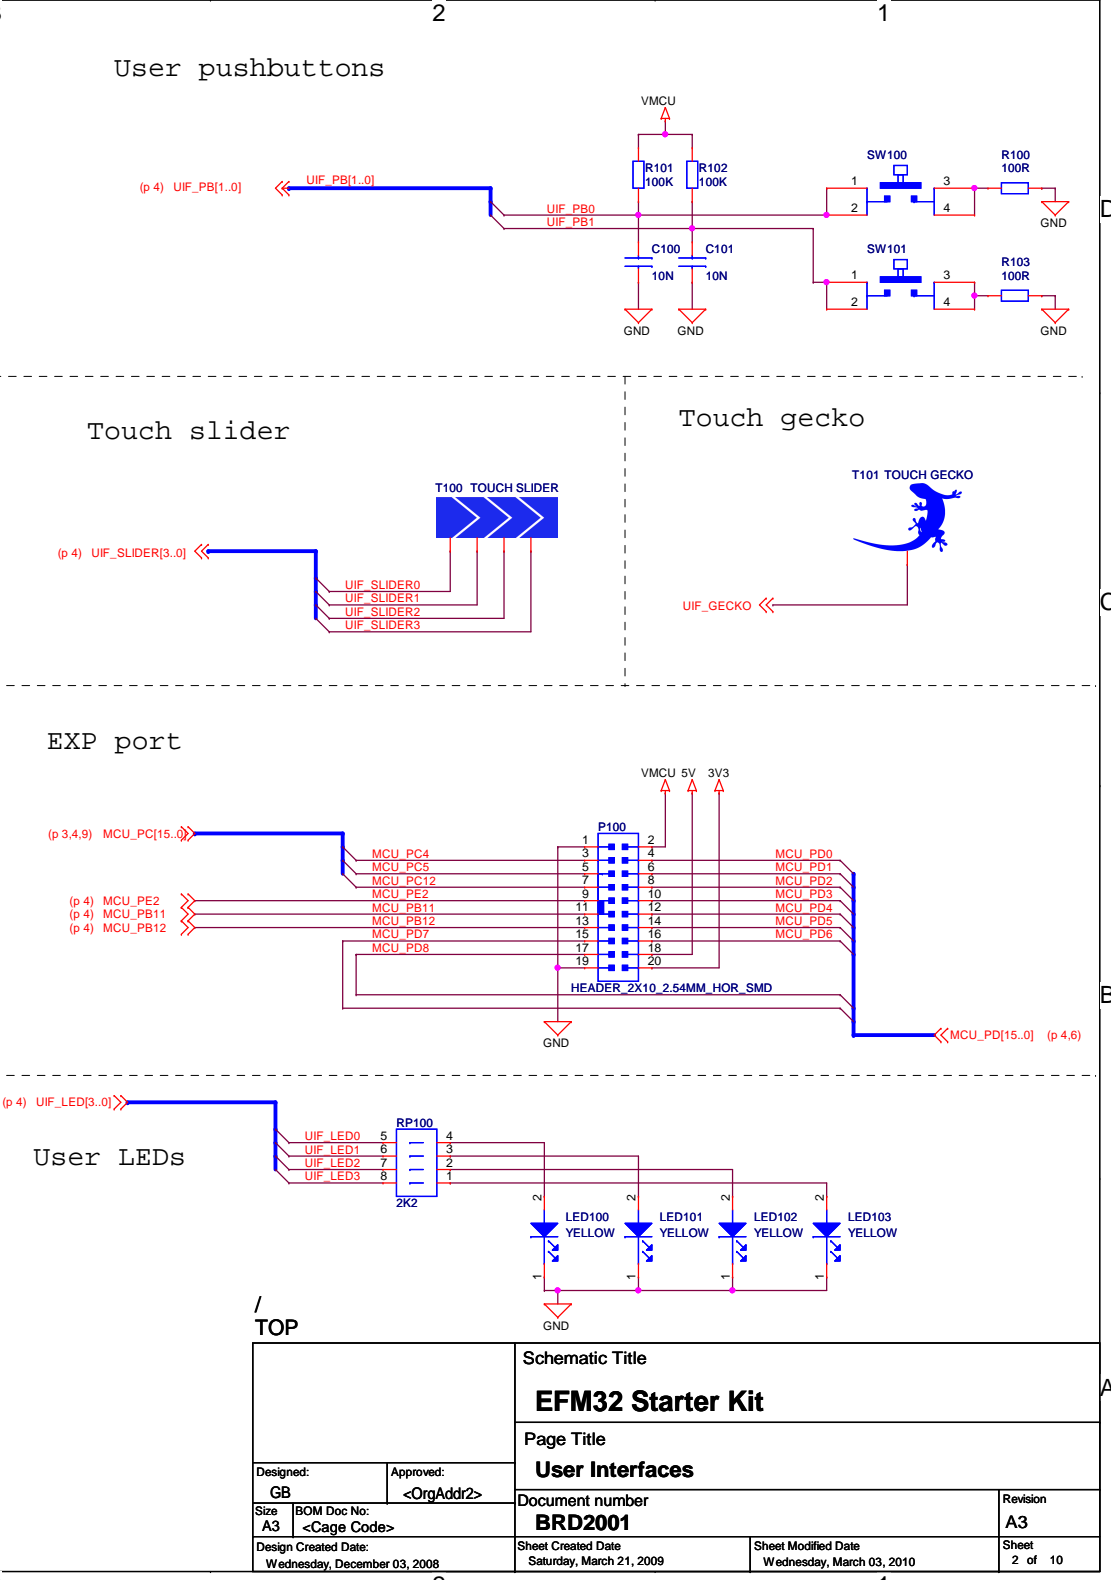 2 1
User pushbuttons
VMCU
R101 R102
100K 100K
SW100 R100
100R
(p 4) UIF_PB[1..0] UIF_PB[1..0]
1 3
2 4
UIF_PB0
UIF_PB1
GND
C100 C101
10N 10N
SW101 R103
100R
1 3
2 4
GND GND GND
D
Touch slider
Touch gecko
T100 TOUCH SLIDER
T101 TOUCH GECKO
(p 4) UIF_SLIDER[3..0]
UIF_SLIDER0
UIF_SLIDER1
UIF_SLIDER2
UIF_SLIDER3
UIF_GECKO
C
EXP port
VMCU 5V 3V3
P100
(p 3,4,9) MCU_PC[15..0]
1 2
MCU_PC4 3 4 MCU_PD0
MCU_PC5 5 6 MCU_PD1
MCU_PC12 7 8 MCU_PD2
(p 4) MCU_PE2 MCU_PE2 9 10 MCU_PD3
(p 4) MCU_PB11 MCU_PB11 11 12 MCU_PD4
(p 4) MCU_PB12 MCU_PB12 13 14 MCU_PD5
MCU_PD7 15 16 MCU_PD6
MCU_PD8 17 18
19 20
HEADER_2X10_2.54MM_HOR_SMD
B
GND
MCU_PD[15..0] (p 4,6)
(p 4) UIF_LED[3..0]
User LEDs
RP100
UIF_LED0 5 4
UIF_LED1 6 3
UIF_LED2 7 2
UIF_LED3 8 1
2K2
2 2 2 2
LED100 LED101 LED102 LED103
YELLOW YELLOW YELLOW YELLOW
1 1 1 1
GND
/
TOP
Schematic Title
EFM32 Starter Kit
A
Page Title
User Interfaces
Designed: Approved:
GB <OrgAddr2>
Document number Revision
BRD2001 A3
Size BOM Doc No:
A3 <Cage Code>
Design Created Date: Sheet Created Date Sheet Modified Date Sheet
Wednesday, December 03, 2008 Saturday, March 21, 2009 Wednesday, March 03, 2010 2 of 10